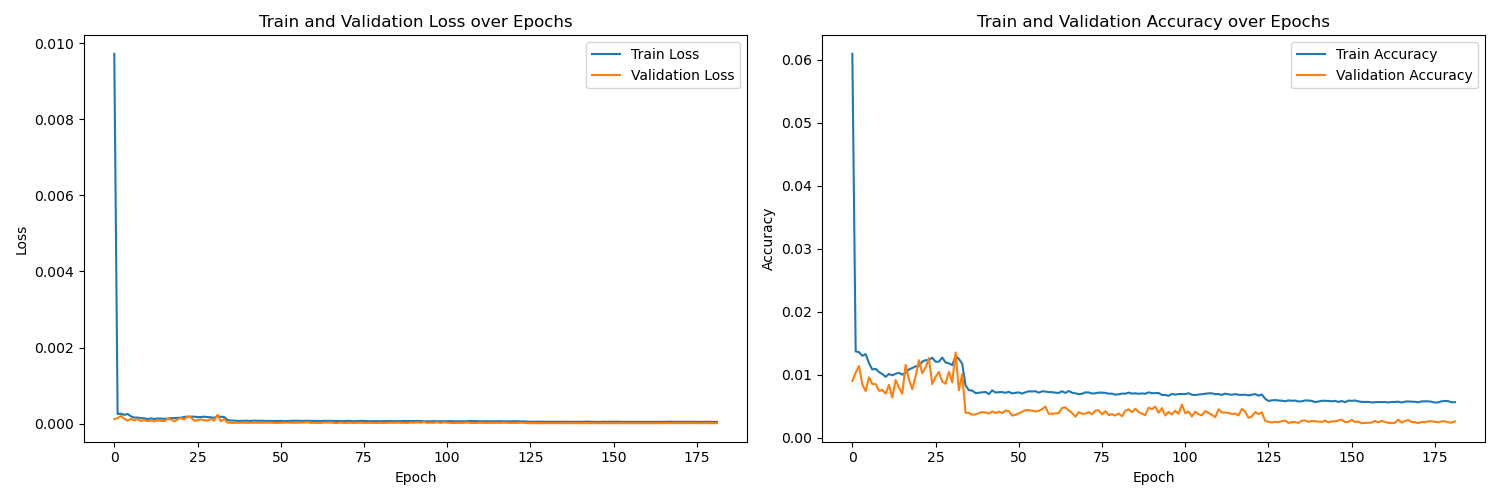 Train and Validation Loss over Epochs
0.010
0.008
0.006
0.004
0.002
0.000
Loss
Train Loss
Validation Loss
0 25 50 75 100 125 150 175
Epoch
Train and Validation Accuracy over Epochs
0.06
0.05
0.04
0.03
0.02
0.01
0.00
Accuracy
Train Accuracy
Validation Accuracy
0 25 50 75 100 125 150 175
Epoch